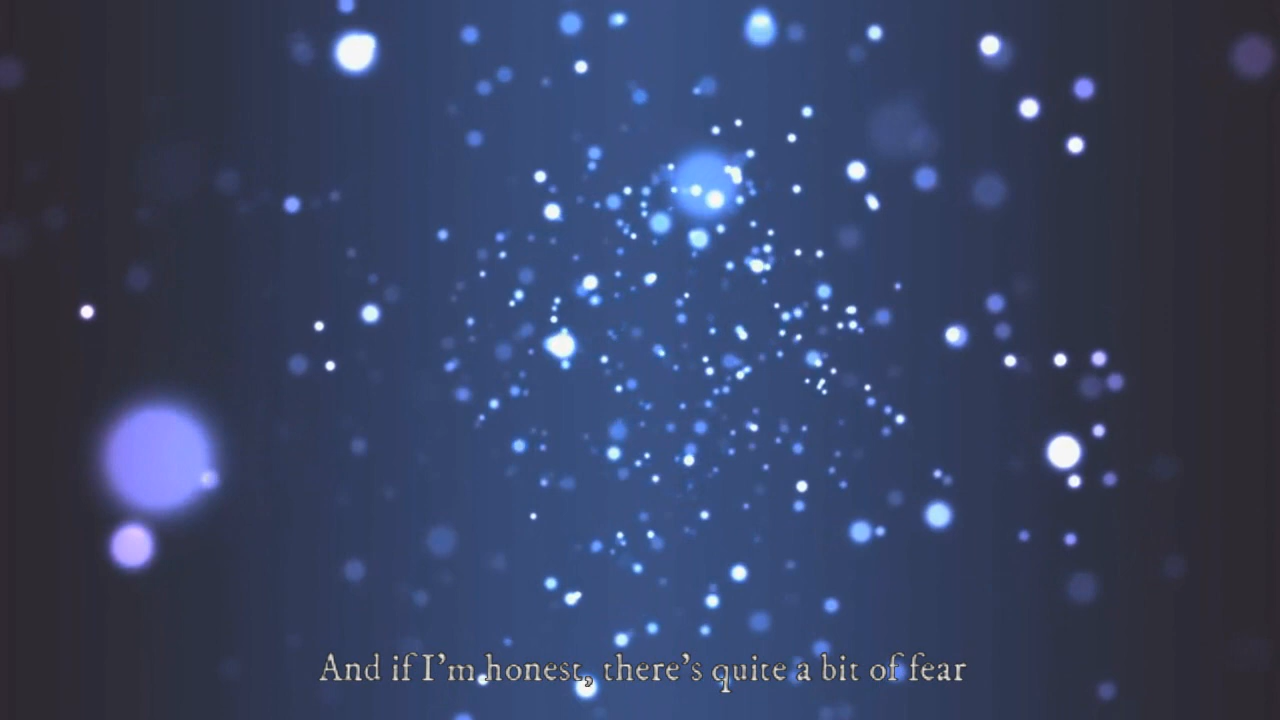 And if I'm honest, there's quite a bit of fear